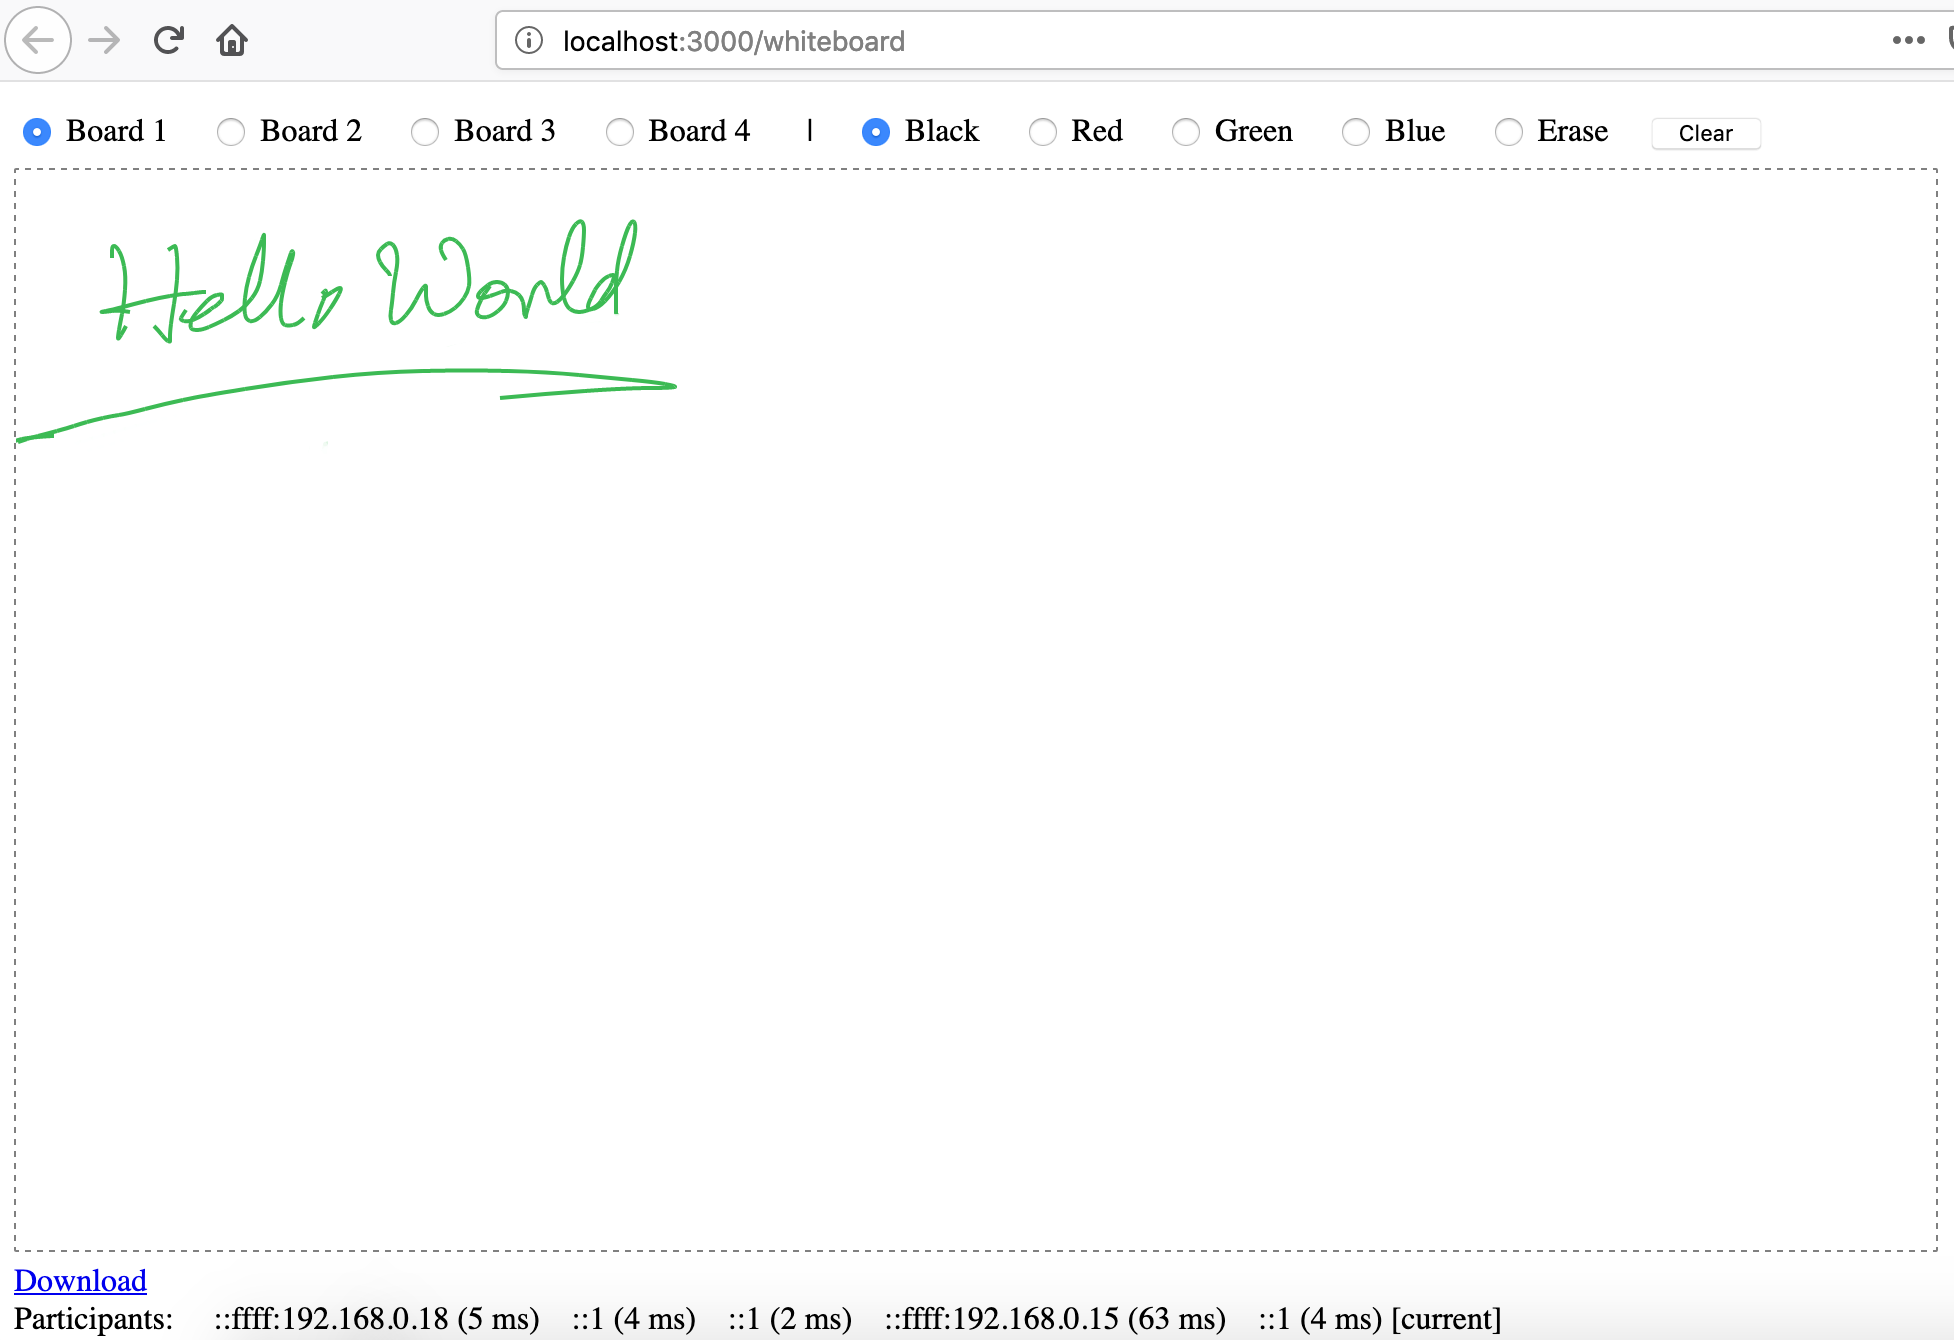 localhost:3000/whiteboard
Board 1 Board 2 Board 3 Board 4 | Black Red Green Blue Erase Clear
Hello World
Download
Participants: ::ffff:192.168.0.18 (5 ms) ::1 (4 ms) ::1 (2 ms) ::ffff:192.168.0.15 (63 ms) ::1 (4 ms) [current]